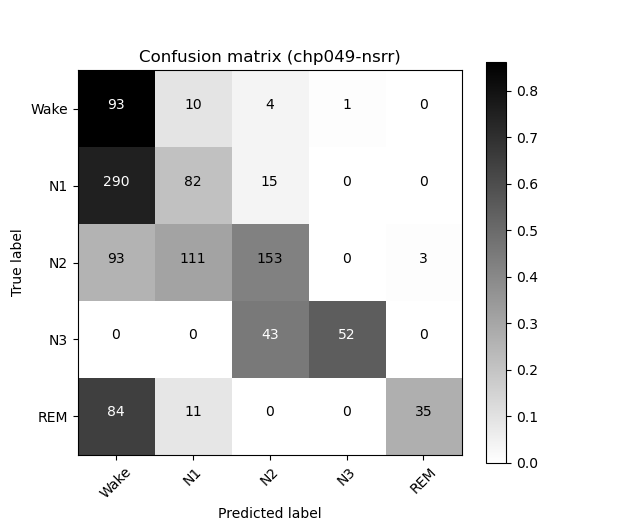 Confusion matrix (chp049-nsrr)
Wake 93 10 4 1 0
N1 290 82 15 0 0
N2 93 111 153 0 3
N3 0 0 43 52 0
REM 84 11 0 0 35
Wake N1 N2 N3 REM
Predicted label
True label
0.8
0.7
0.6
0.5
0.4
0.3
0.2
0.1
0.0